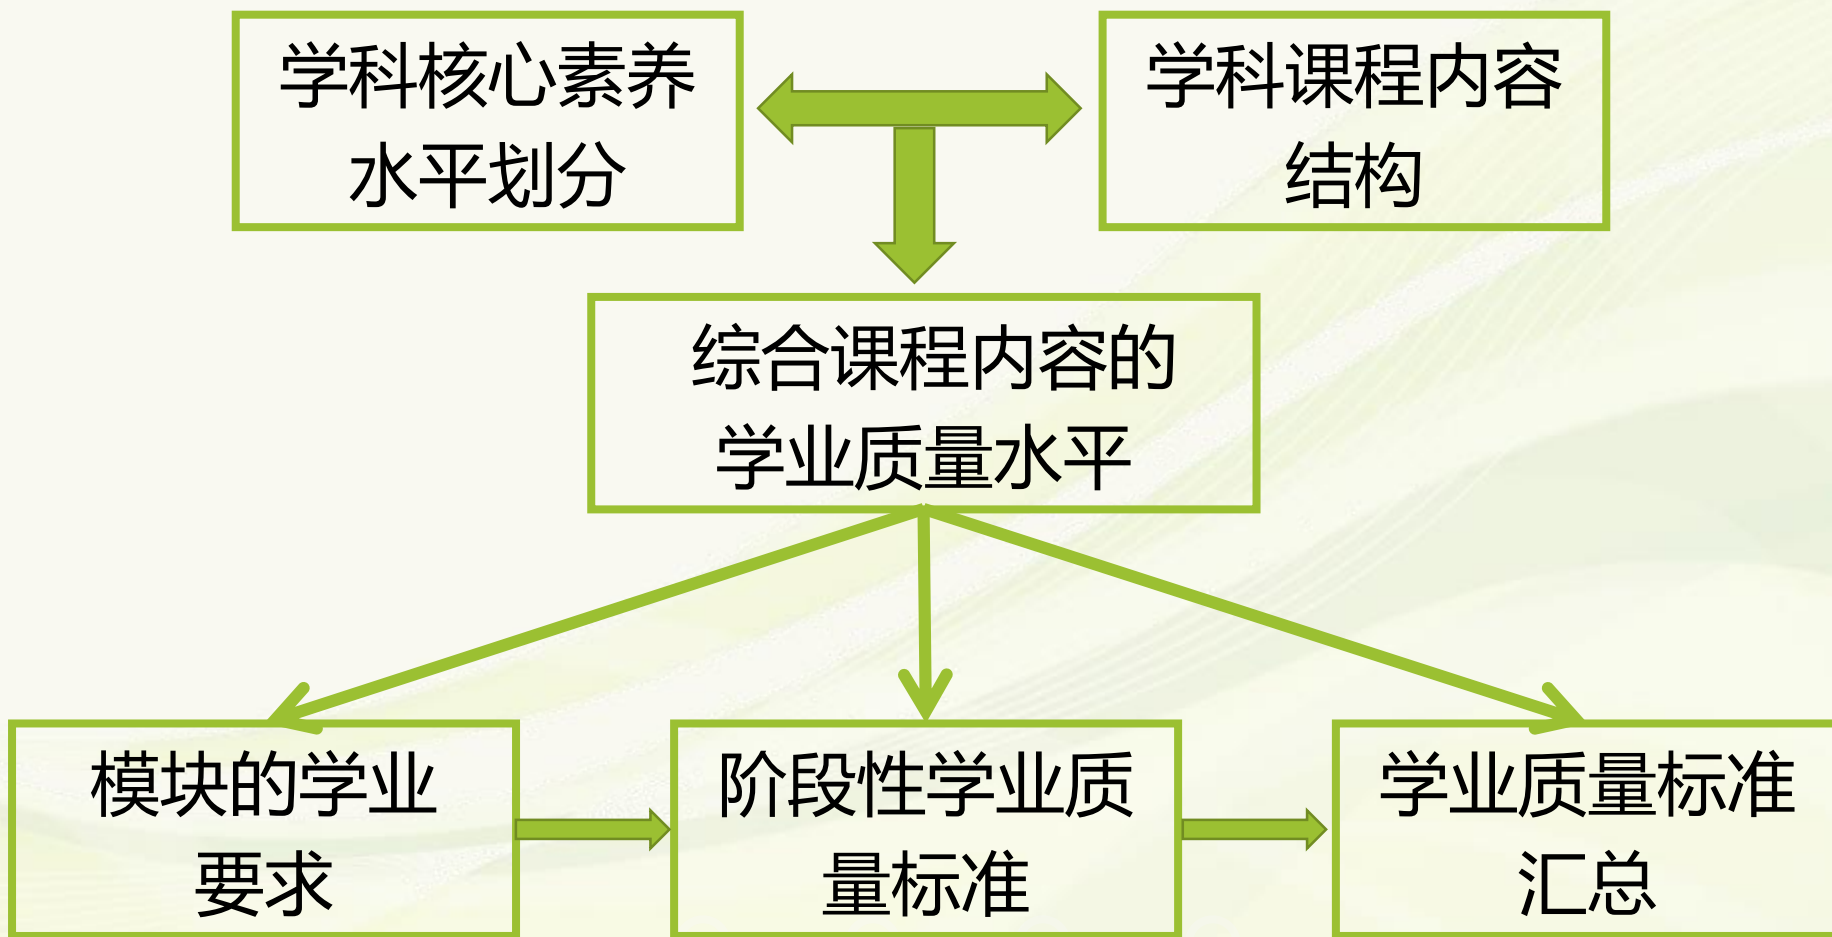 学科核心素养
水平划分
学科课程内容
结构
综合课程内容的
学业质量水平
模块的学业
要求
阶段性学业质
量标准
学业质量标准
汇总